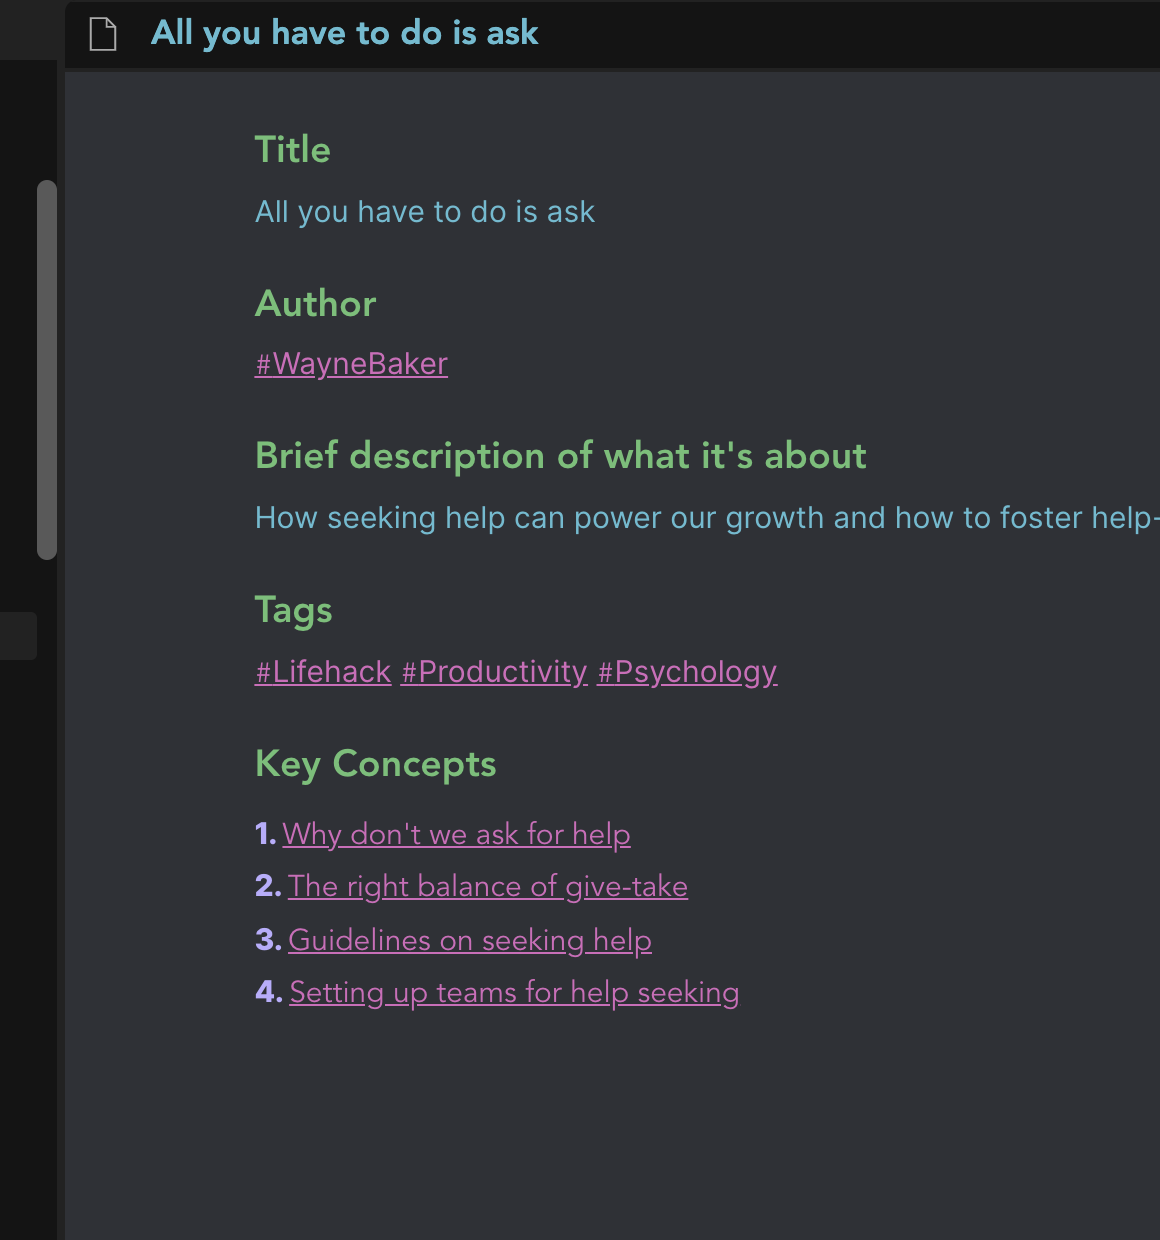 All you have to do is ask
Title
All you have to do is ask
Author
#WayneBaker
Brief description of what it's about
How seeking help can power our growth and how to foster help-
Tags
#Lifehack #Productivity #Psychology
Key Concepts
1. Why don't we ask for help
2. The right balance of give-take
3. Guidelines on seeking help
4. Setting up teams for help seeking